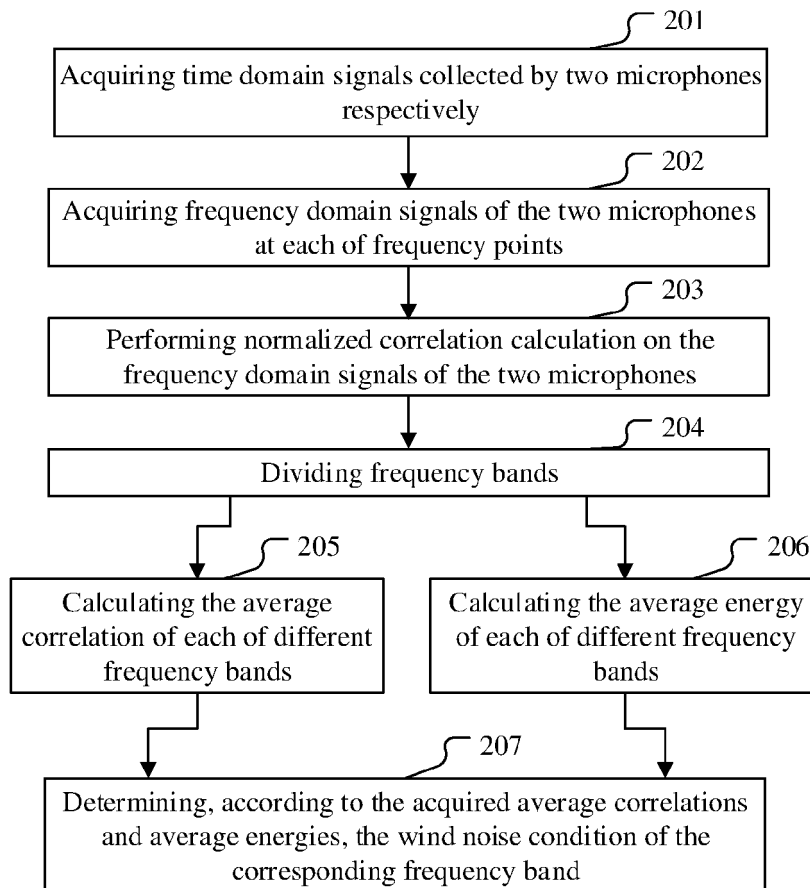 201
Acquiring time domain signals collected by two microphones
respectively
202
Acquiring frequency domain signals of the two microphones
at each of frequency points
203
Performing normalized correlation calculation on the
frequency domain signals of the two microphones
204
Dividing frequency bands
205
Calculating the average
correlation of each of different
frequency bands
206
Calculating the average energy
of each of different frequency
bands
207
Determining, according to the acquired average correlations
and average energies, the wind noise condition of the
corresponding frequency band